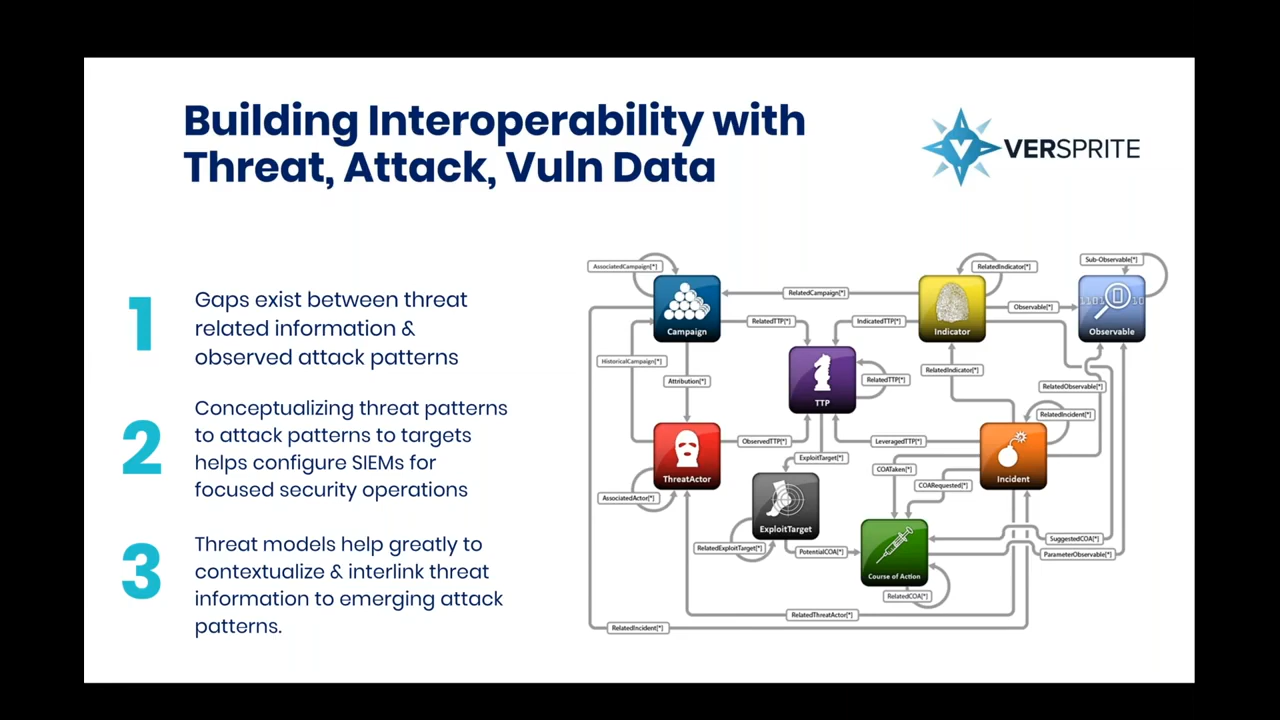 Building Interoperability with
Threat, Attack, Vuln Data
VERSPRITE
1
Gaps exist between threat
related information &
observed attack patterns
2
Conceptualizing threat patterns
to attack patterns to targets
helps configure SIEMs for
focused security operations
3
Threat models help greatly to
contextualize & interlink threat
information to emerging attack
patterns.
AssociatedCampaign[*]
RelatedIndicator[*]
Sub-Observable[*]
RelatedCampaign[*]
Observable[*]
1101
10
Campaign
RelatedTTP[*]
IndicatedTTP[*]
Indicator
Observable
HistoricalCampaign[*]
Attribution[*]
RelatedTTP[*]
RelatedIndicator[*]
RelatedObservable[*]
TTP
RelatedIncident[*]
ObservedTTP[*]
LeveragedTTP[*]
ExploitTarget[*]
COATaken[*]
ThreatActor
Incident
COARequested[*]
AssociatedActor[*]
ExploitTarget
SuggestedCOA[*]
RelatedExploitTarget[*]
PotentialCOA[*]
ParameterObservable[*]
Course of Action
RelatedCOA[*]
RelatedThreatActor[*]
RelatedIncident[*]